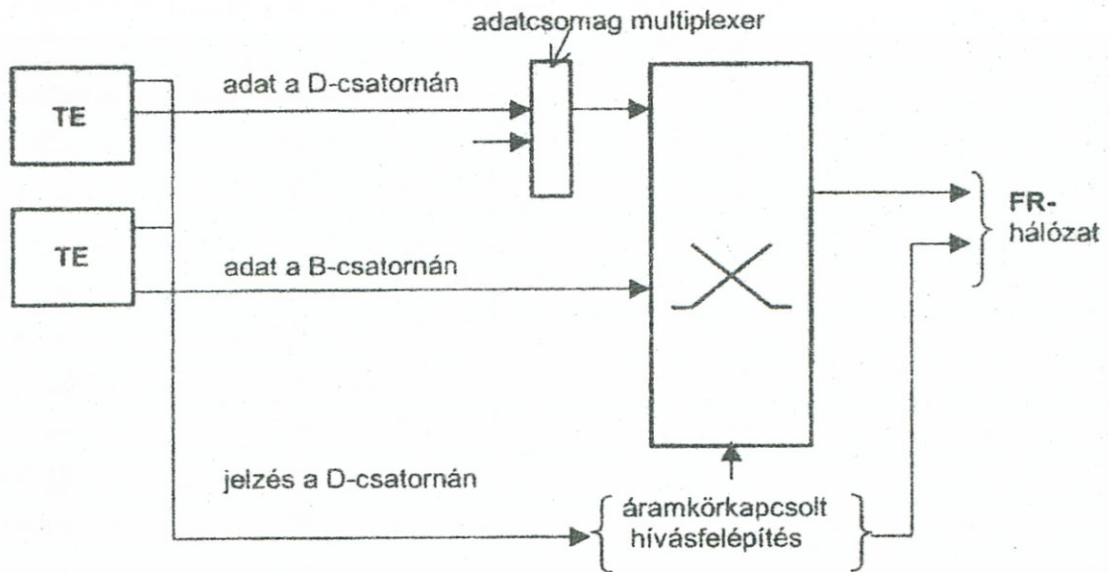 adatcsomag multiplexer
TE
adat a D-csatornán
TE
adat a B-csatornán
FR-
hálózat
jelzés a D-csatornán
áramkörkapcsolt
hívásfelépítés